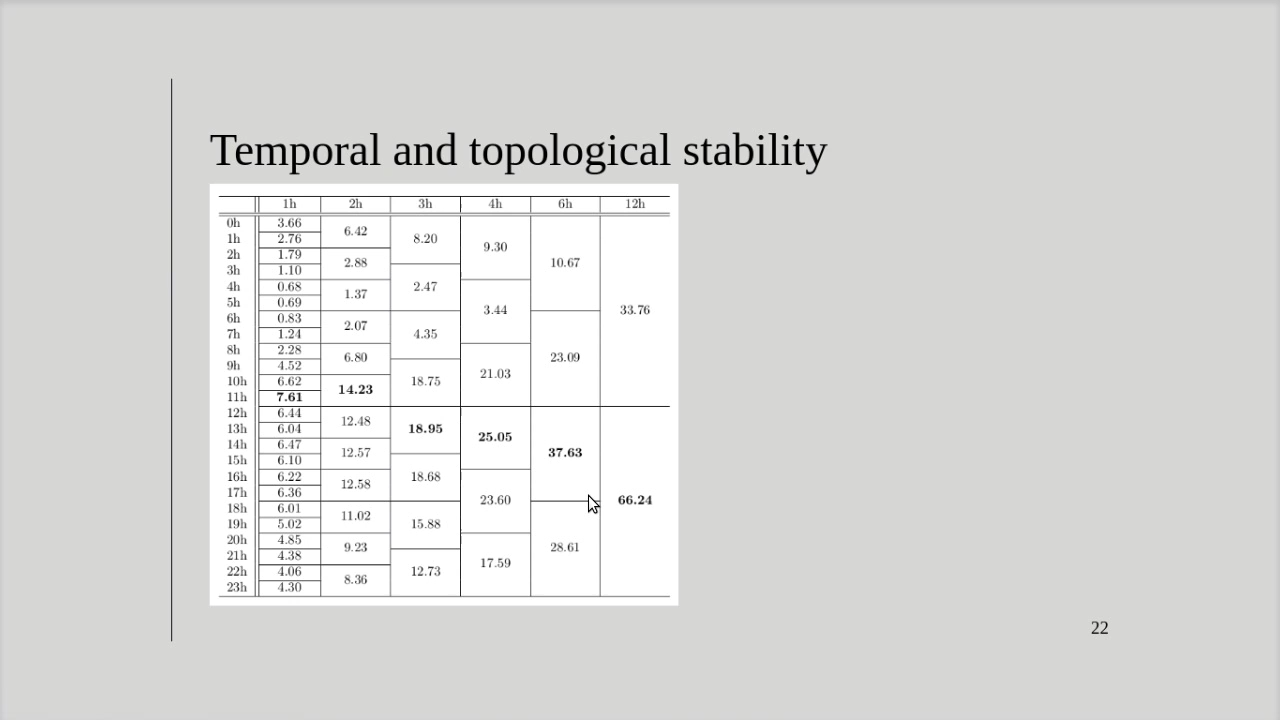 Temporal and topological stability
1h 2h 3h 4h 6h 12h
0h 3.66 6.42 8.20 9.30 10.67 33.76
1h 2.76
2h 1.79 2.88
3h 1.10 2.47
4h 0.68 1.37 3.44
5h 0.69
6h 0.83 2.07 4.35 23.09
7h 1.24
8h 2.28 6.80 21.03
9h 4.52 18.75
10h 6.62 14.23
11h 7.61
12h 6.44 12.48 18.95 25.05 37.63 66.24
13h 6.04
14h 6.47 12.57
15h 6.10 18.68
16h 6.22 12.58 23.60
17h 6.36
18h 6.01 11.02 15.88 28.61
19h 5.02
20h 4.85 9.23 17.59
21h 4.38 12.73
22h 4.06 8.36
23h 4.30
22